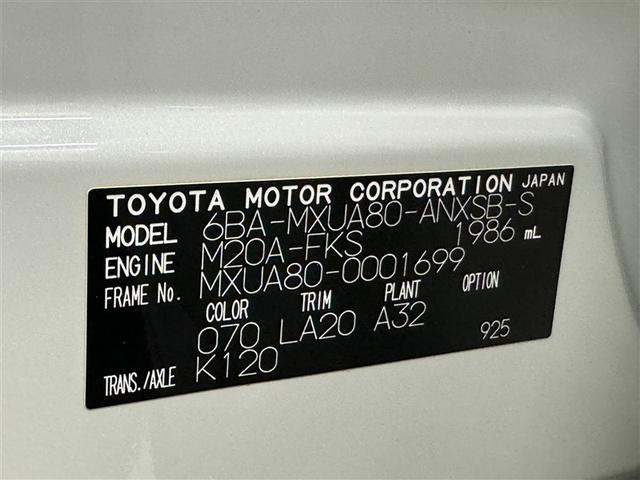 TOYOTA MOTOR CORPORATION JAPAN
MODEL 6BA-MXUA80-ANXSB-S
ENGINE M20A-FKS 1986 mL
FRAME No. MXUA80-0001699
COLOR TRIM PLANT OPTION
070 LA20 A32
925
TRANS./AXLE K120